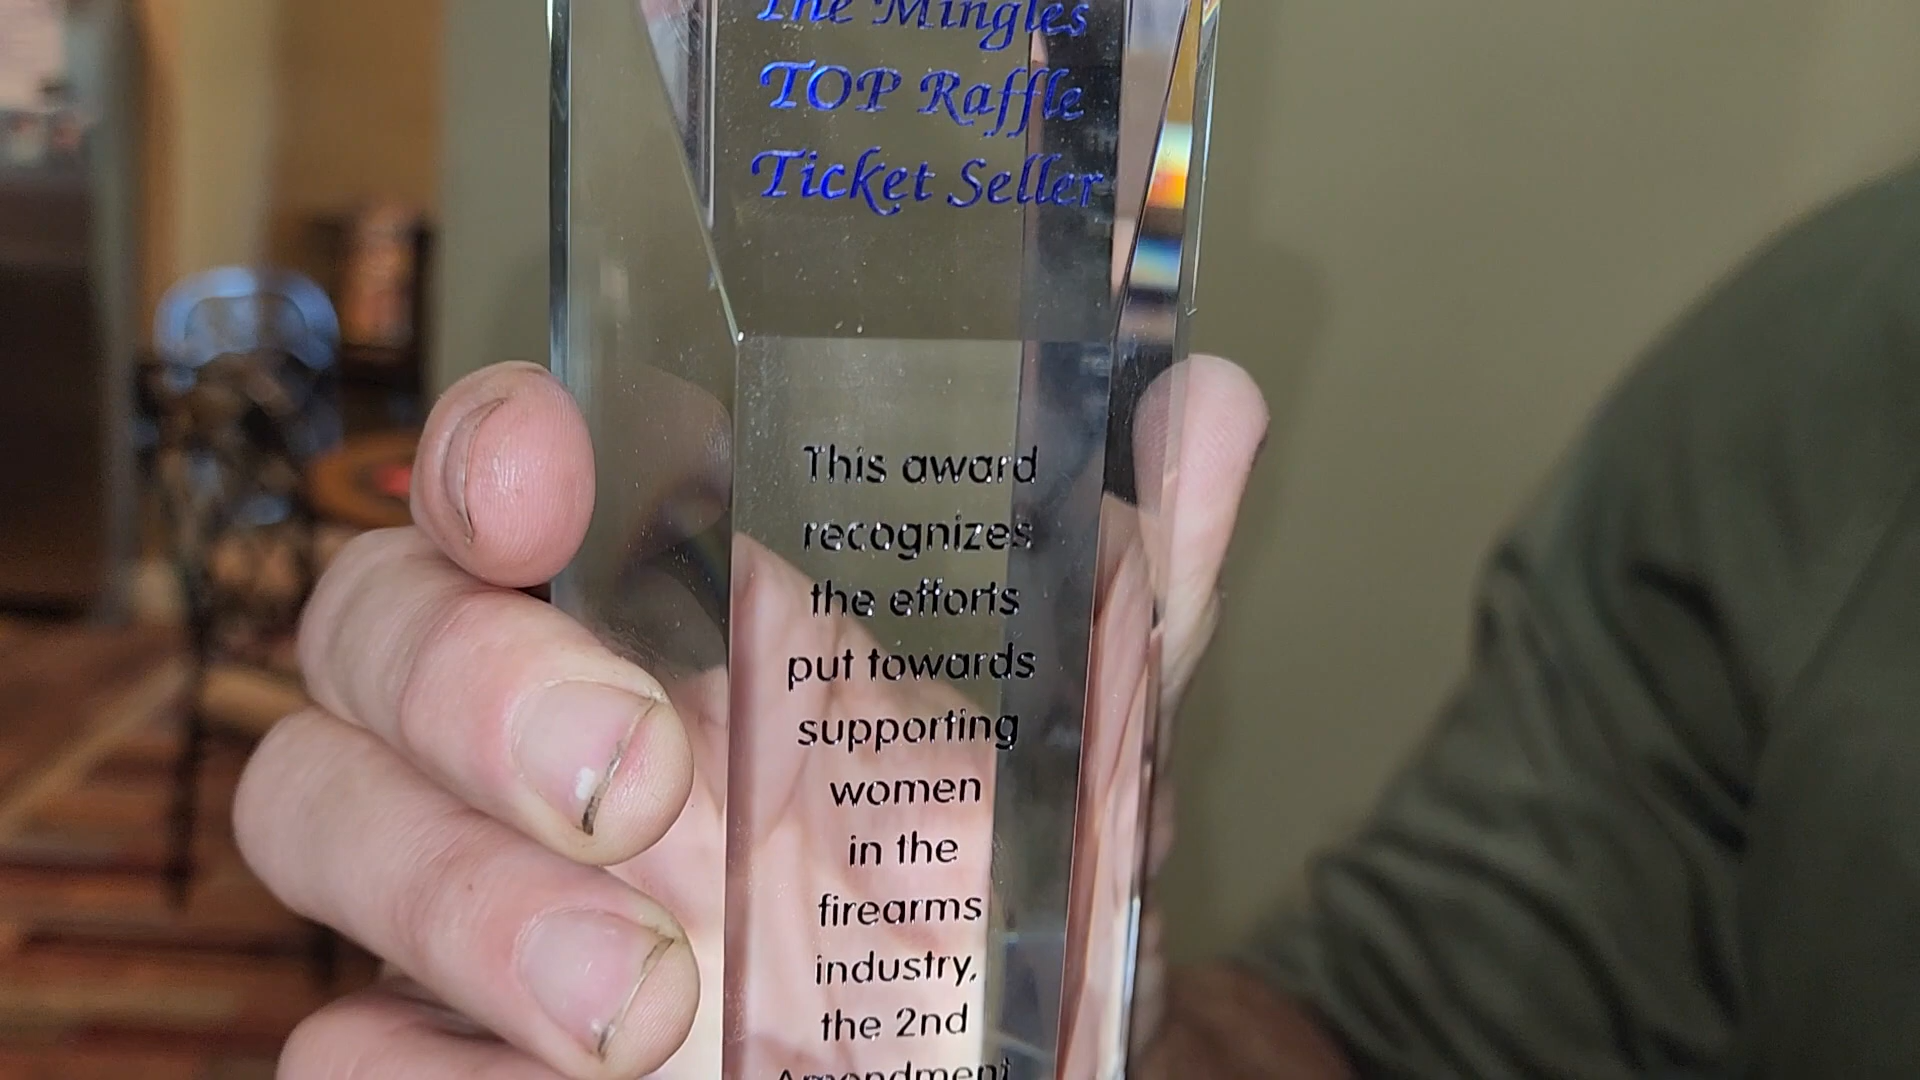 The Mingles
TOP Raffle
Ticket Seller
This award
recognizes
the efforts
put towards
supporting
women
in the
firearms
industry,
the 2nd
Amendment